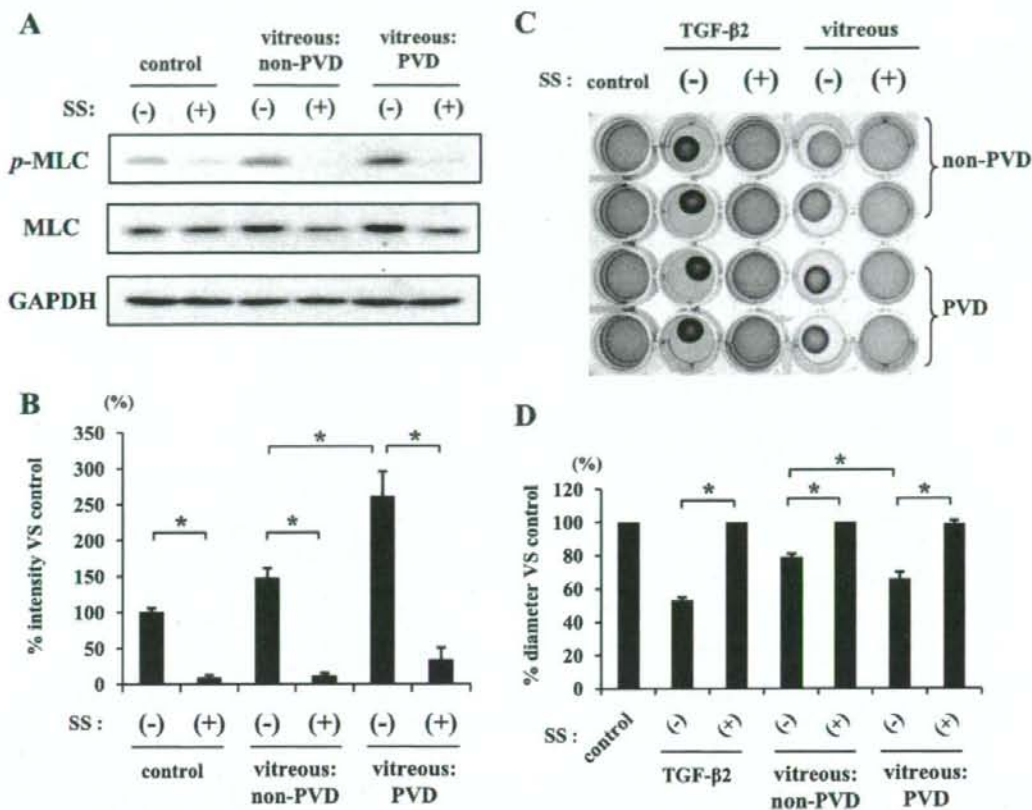 A
control
vitreous: non-PVD
vitreous: PVD
SS: (-) (+) (-) (+) (-) (+)
p-MLC
MLC
GAPDH
B
(%)
% intensity VS control
350
300
250
200
150
100
50
0
* * * *
SS : (-) (+) (-) (+) (-) (+)
control
vitreous: non-PVD
vitreous: PVD
C
TGF-β2 vitreous
SS : control (-) (+) (-) (+)
non-PVD
PVD
D
(%)
% diameter VS control
120
100
80
60
40
20
0
* * * *
SS : control (-) (+) (-) (+) (-) (+)
TGF-β2
vitreous: non-PVD
vitreous: PVD